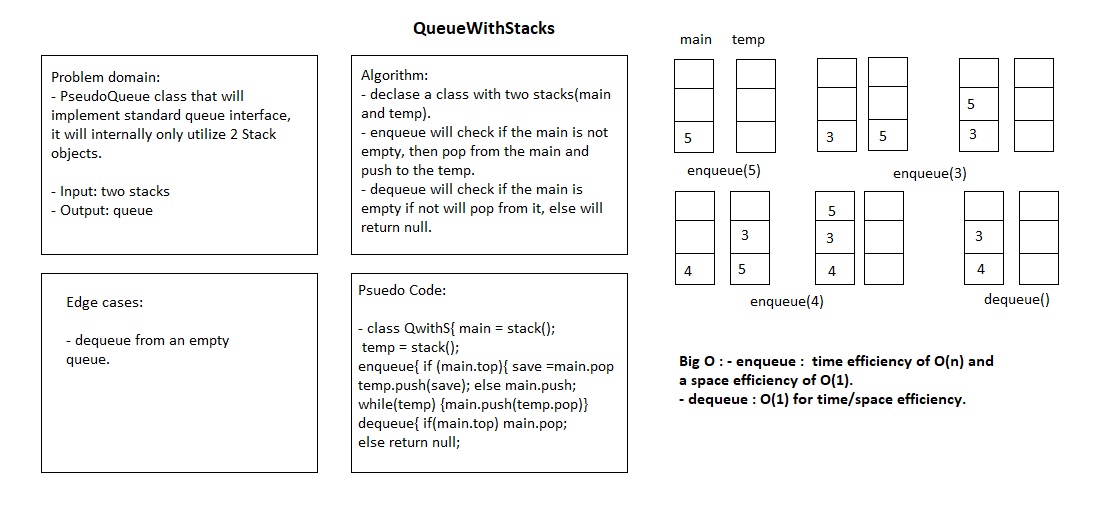 QueueWithStacks
Problem domain:
- PseudoQueue class that will
implement standard queue interface,
it will internally only utilize 2 Stack
objects.
- Input: two stacks
- Output: queue
Algorithm:
- declase a class with two stacks(main
and temp).
- enqueue will check if the main is not
empty, then pop from the main and
push to the temp.
- dequeue will check if the main is
empty if not will pop from it, else will
return null.
Edge cases:
- dequeue from an empty
queue.
Psuedo Code:
- class QwithS{ main = stack();
temp = stack();
enqueue{ if (main.top){ save =main.pop
temp.push(save); else main.push;
while(temp) {main.push(temp.pop)}
dequeue{ if(main.top) main.pop;
else return null;
main temp
5
3 5
5
3
enqueue(5)
enqueue(3)
3
4 5
5
3
4
3
4
enqueue(4)
dequeue()
Big O : - enqueue :  time efficiency of O(n) and
a space efficiency of O(1).
- dequeue : O(1) for time/space efficiency.